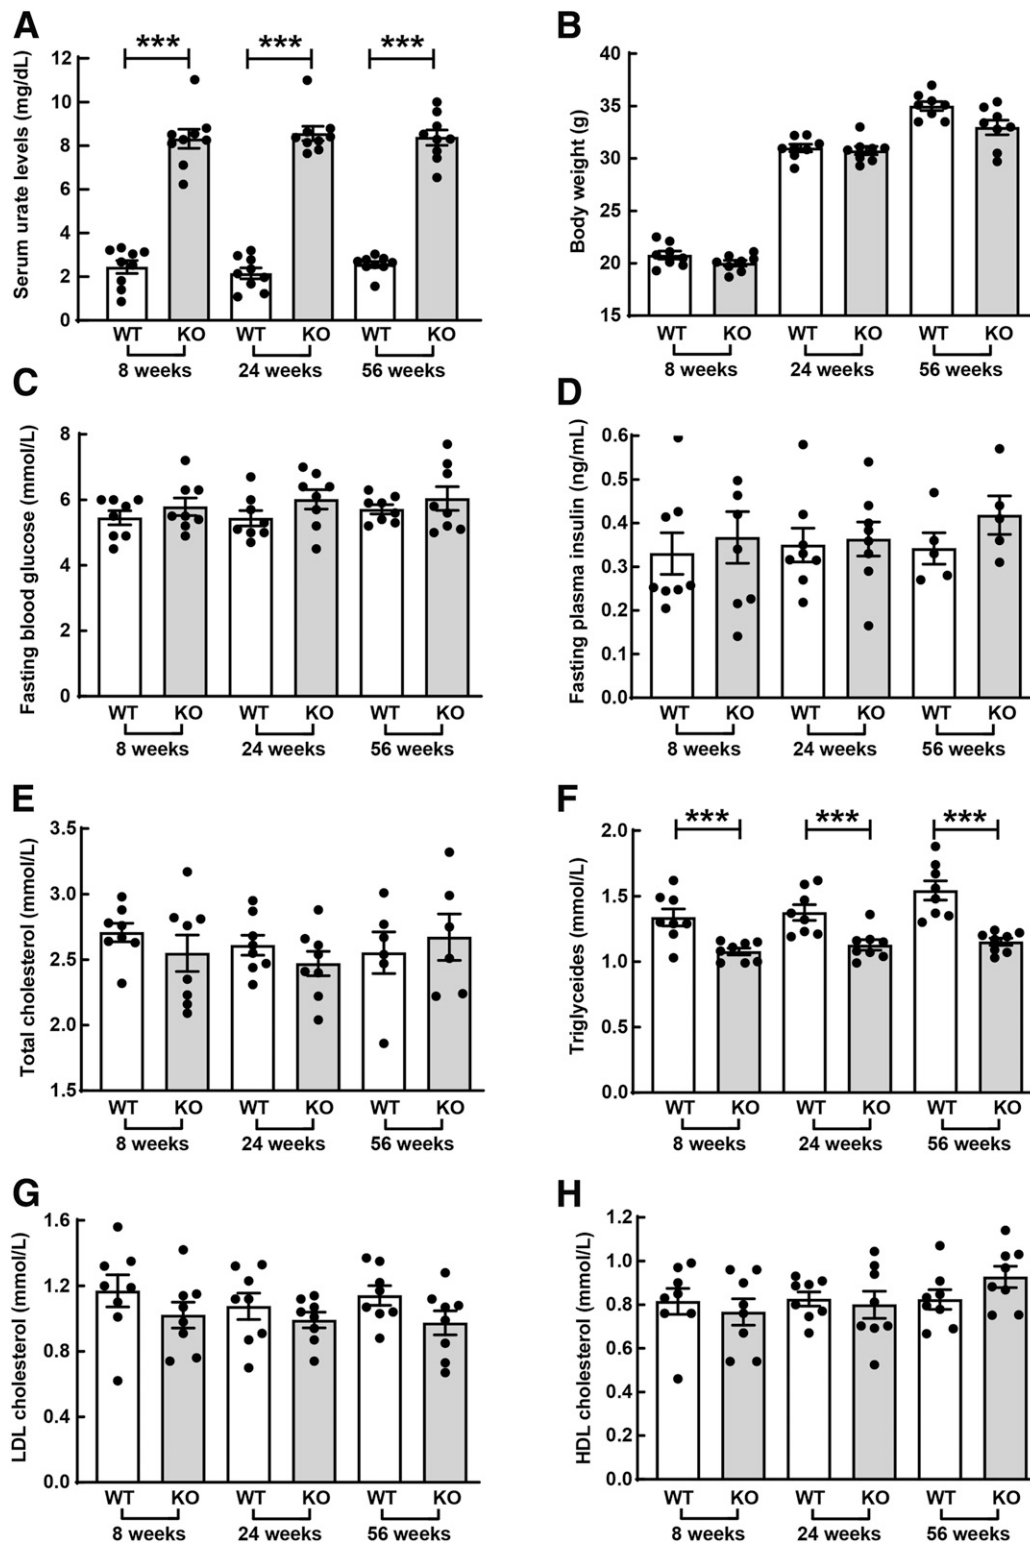 A
Serum urate levels (mg/dL)
12
10
8
6
4
2
0
*** *** ***
WT KO WT KO WT KO
8 weeks 24 weeks 56 weeks
B
Body weight (g)
40
35
30
25
20
15
WT KO WT KO WT KO
8 weeks 24 weeks 56 weeks
C
Fasting blood glucose (mmol/L)
8
6
4
2
0
WT KO WT KO WT KO
8 weeks 24 weeks 56 weeks
D
Fasting plasma insulin (ng/mL)
0.6
0.5
0.4
0.3
0.2
0.1
0.0
WT KO WT KO WT KO
8 weeks 24 weeks 56 weeks
E
Total cholesterol (mmol/L)
3.5
3.0
2.5
2.0
1.5
WT KO WT KO WT KO
8 weeks 24 weeks 56 weeks
F
Triglyceides (mmol/L)
2.0
1.5
1.0
0.5
0.0
*** *** ***
WT KO WT KO WT KO
8 weeks 24 weeks 56 weeks
G
LDL cholesterol (mmol/L)
1.6
1.2
0.8
0.4
0.0
WT KO WT KO WT KO
8 weeks 24 weeks 56 weeks
H
HDL cholesterol (mmol/L)
1.2
1.0
0.8
0.6
0.4
0.2
0.0
WT KO WT KO WT KO
8 weeks 24 weeks 56 weeks